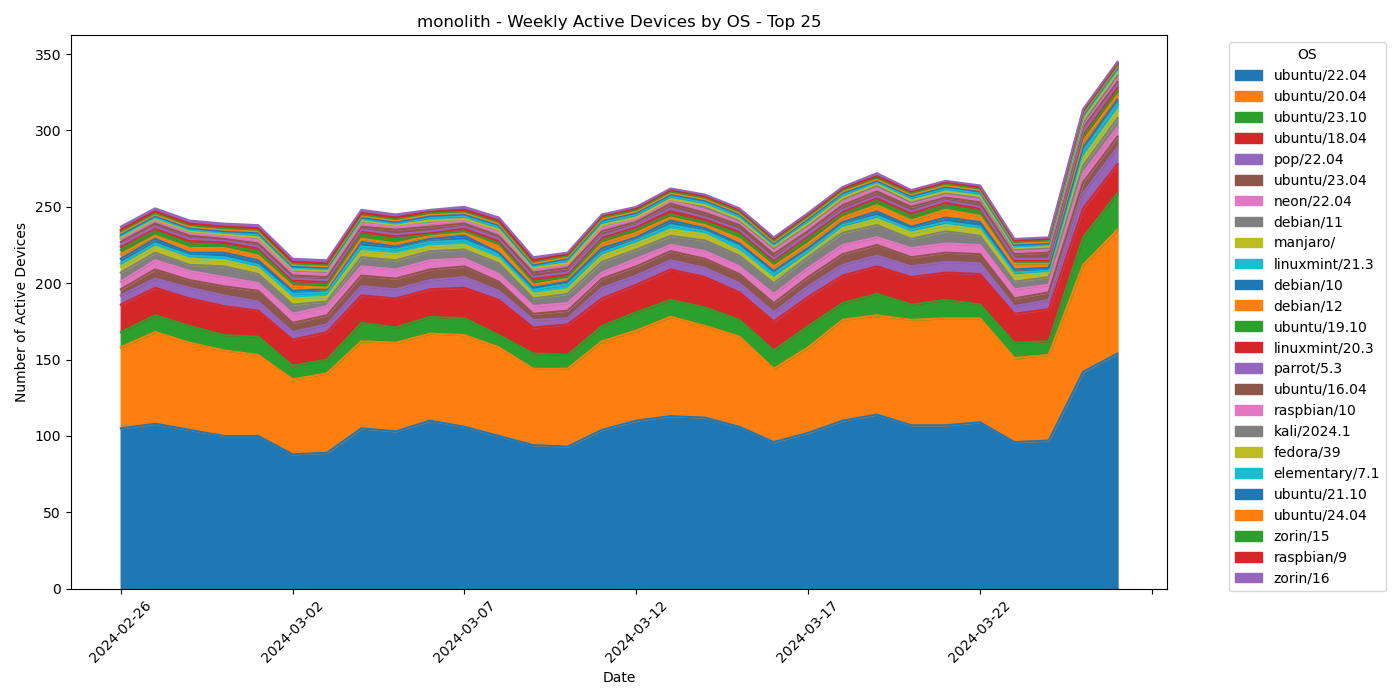 monolith - Weekly Active Devices by OS - Top 25
350
300
250
200
150
100
50
0
Number of Active Devices
2024-02-26
2024-03-02
2024-03-07
2024-03-12
2024-03-17
2024-03-22
Date
OS
ubuntu/22.04
ubuntu/20.04
ubuntu/23.10
ubuntu/18.04
pop/22.04
ubuntu/23.04
neon/22.04
debian/11
manjaro/
linuxmint/21.3
debian/10
debian/12
ubuntu/19.10
linuxmint/20.3
parrot/5.3
ubuntu/16.04
raspbian/10
kali/2024.1
fedora/39
elementary/7.1
ubuntu/21.10
ubuntu/24.04
zorin/15
raspbian/9
zorin/16